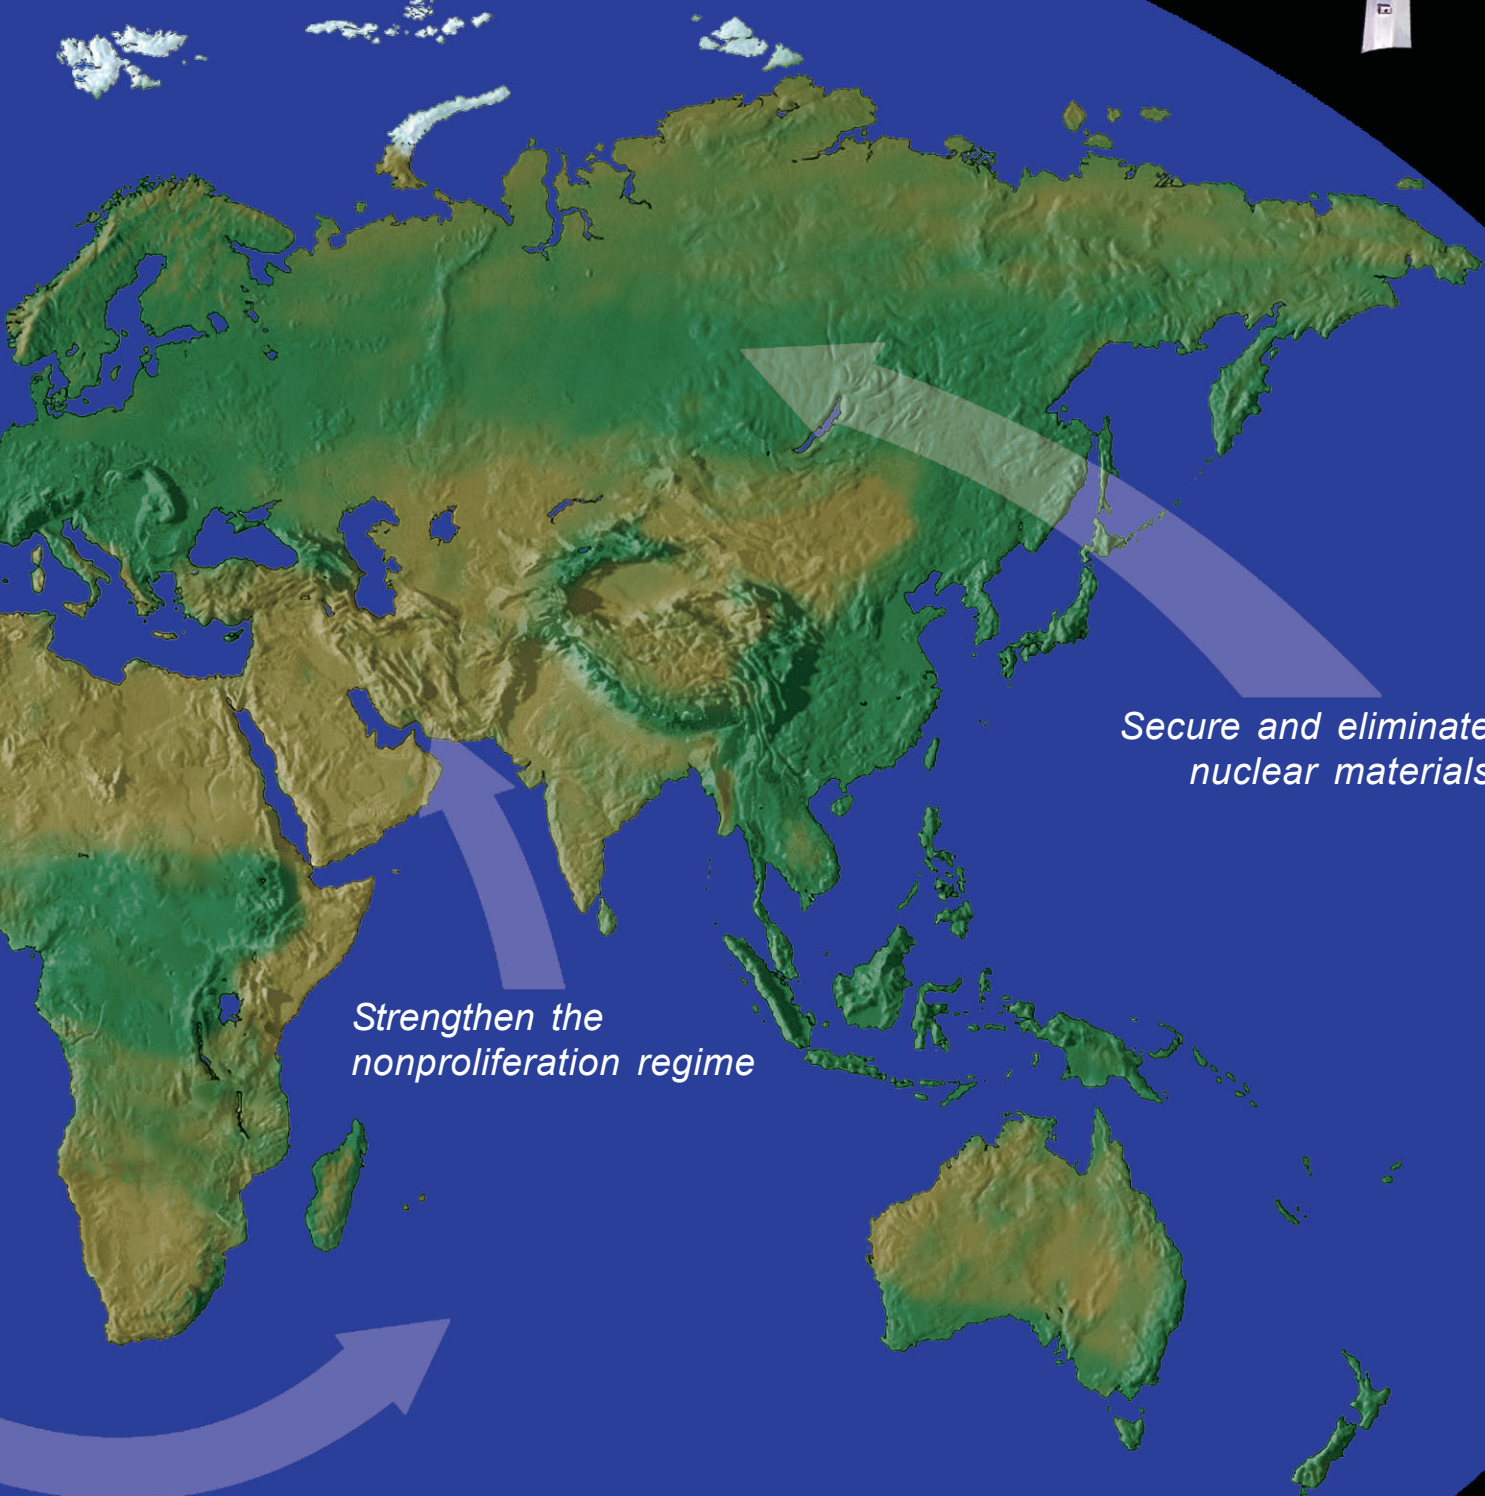 Secure and eliminate
nuclear materials
Strengthen the
nonproliferation regime